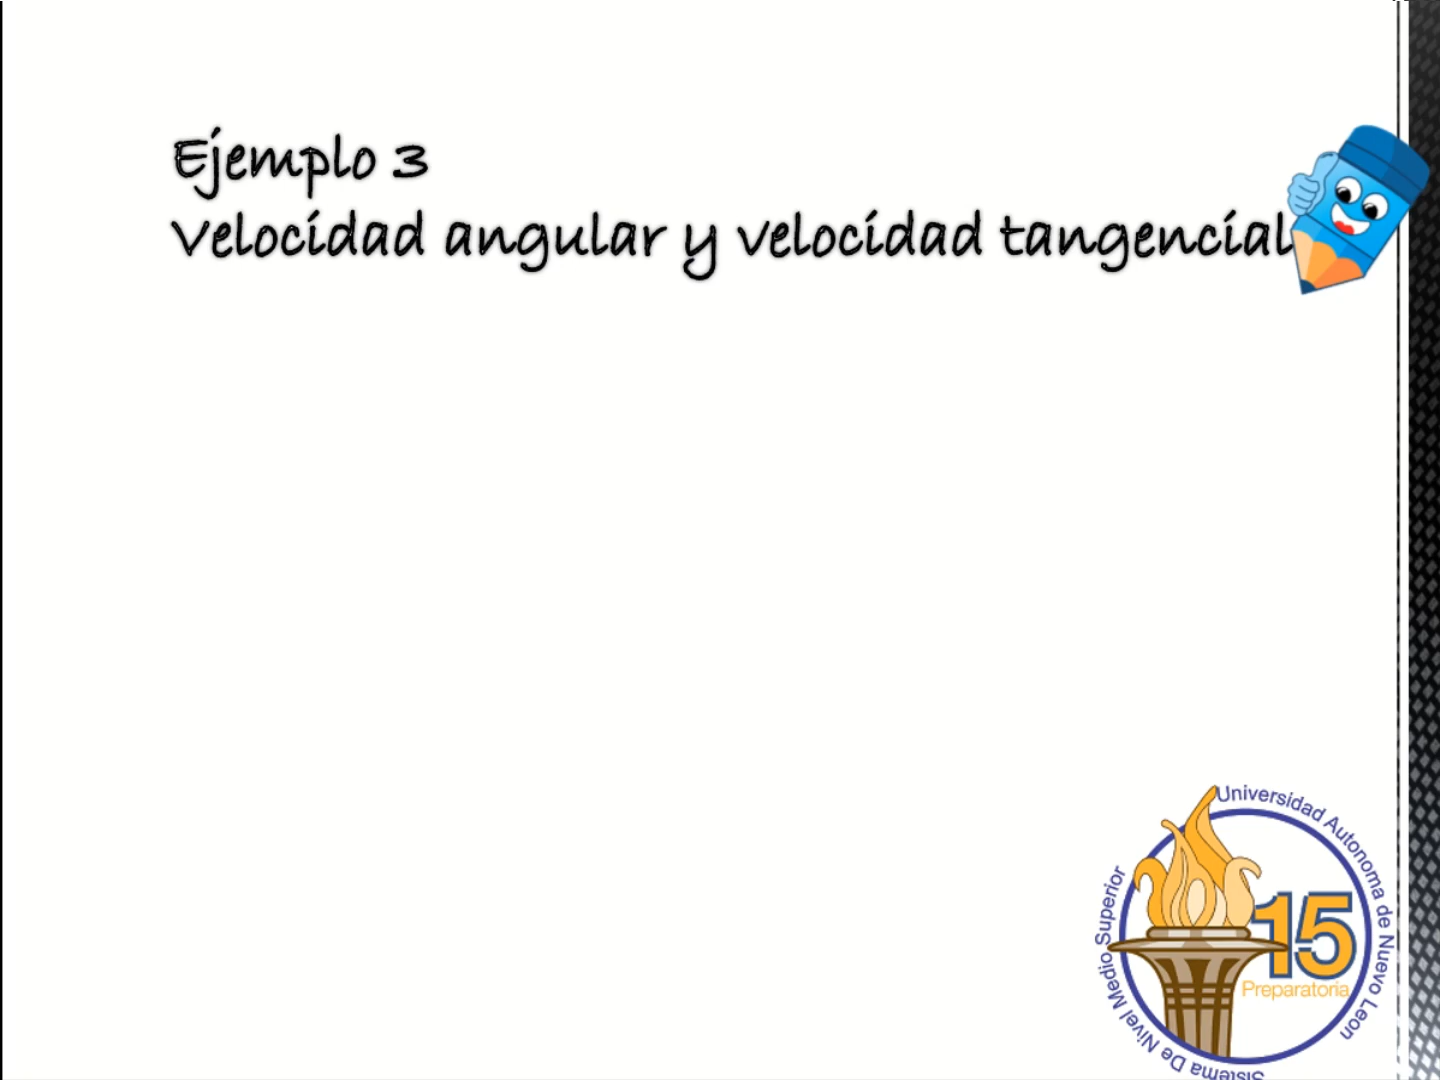 Ejemplo 3
Velocidad angular y velocidad tangencial
Universidad Autonoma de Nuevo Leon
Sistema De Nivel Medio Superior
15
Preparatoria